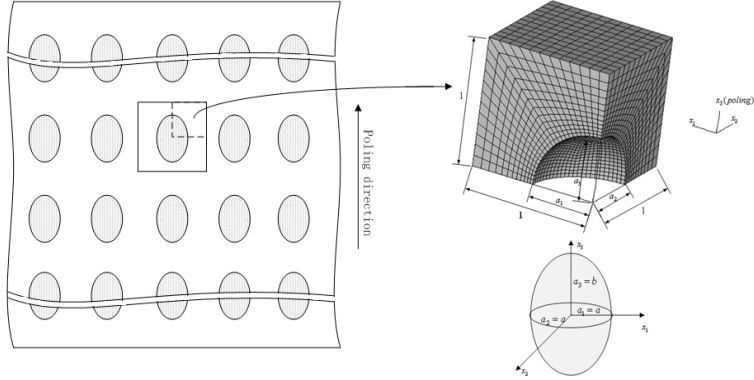 Poling direction
1
a₃
a₁
a₂
1
1
x₃(poling)
x₁
x₂
x₃
a₃ = b
a₁ = a
a₂ = a
x₁
x₂